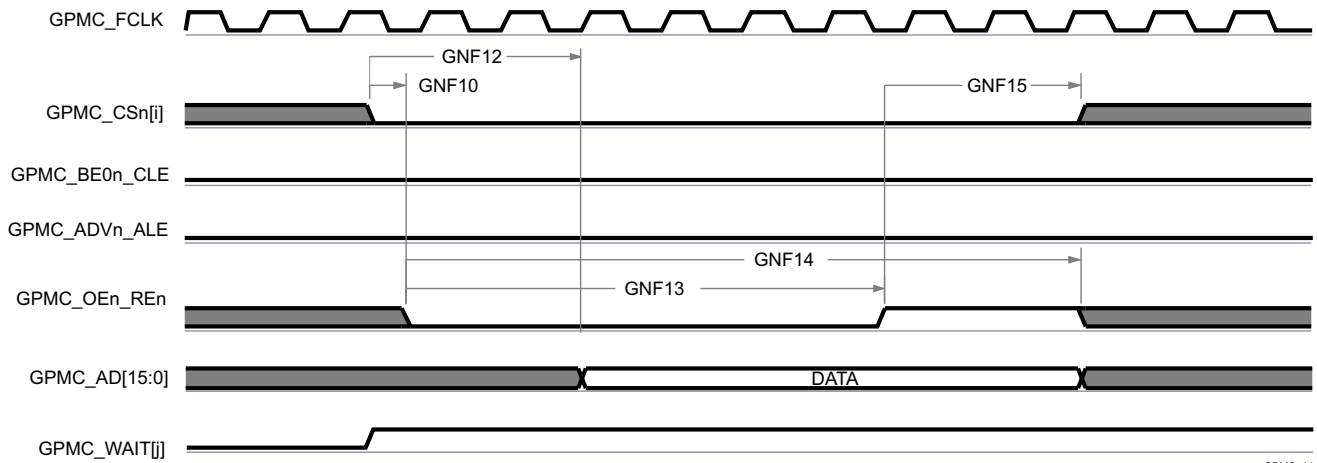 GPMC_FCLK
GNF12
GNF10
GNF15
GPMC_CSn[i]
GPMC_BE0n_CLE
GPMC_ADVn_ALE
GNF14
GNF13
GPMC_OEn_REn
GPMC_AD[15:0]
DATA
GPMC_WAIT[j]